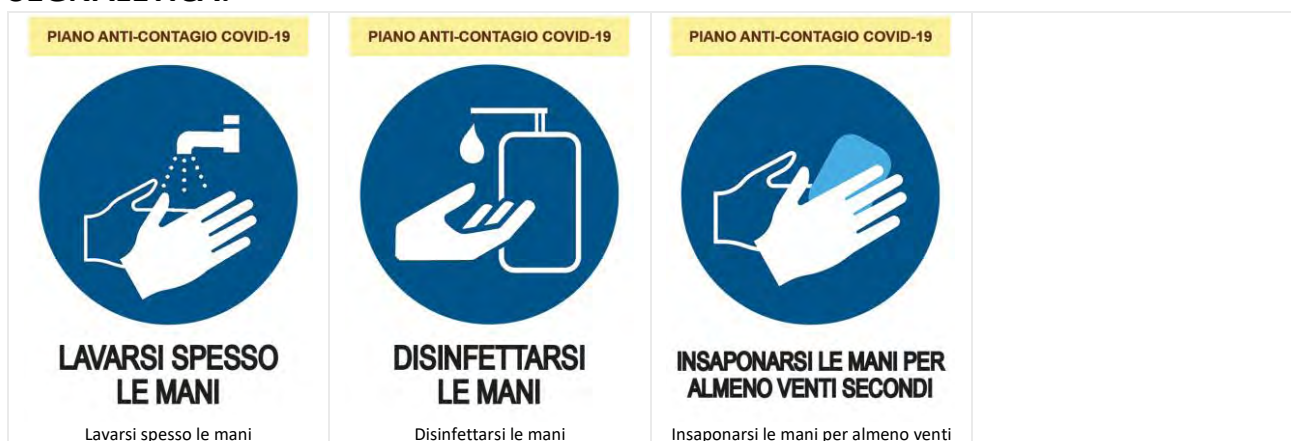 PIANO ANTI-CONTAGIO COVID-19
LAVARSI SPESSO
LE MANI
Lavarsi spesso le mani
PIANO ANTI-CONTAGIO COVID-19
DISINFETTARSI
LE MANI
Disinfettarsi le mani
PIANO ANTI-CONTAGIO COVID-19
INSAPONARSI LE MANI PER
ALMENO VENTI SECONDI
Insaponarsi le mani per almeno venti